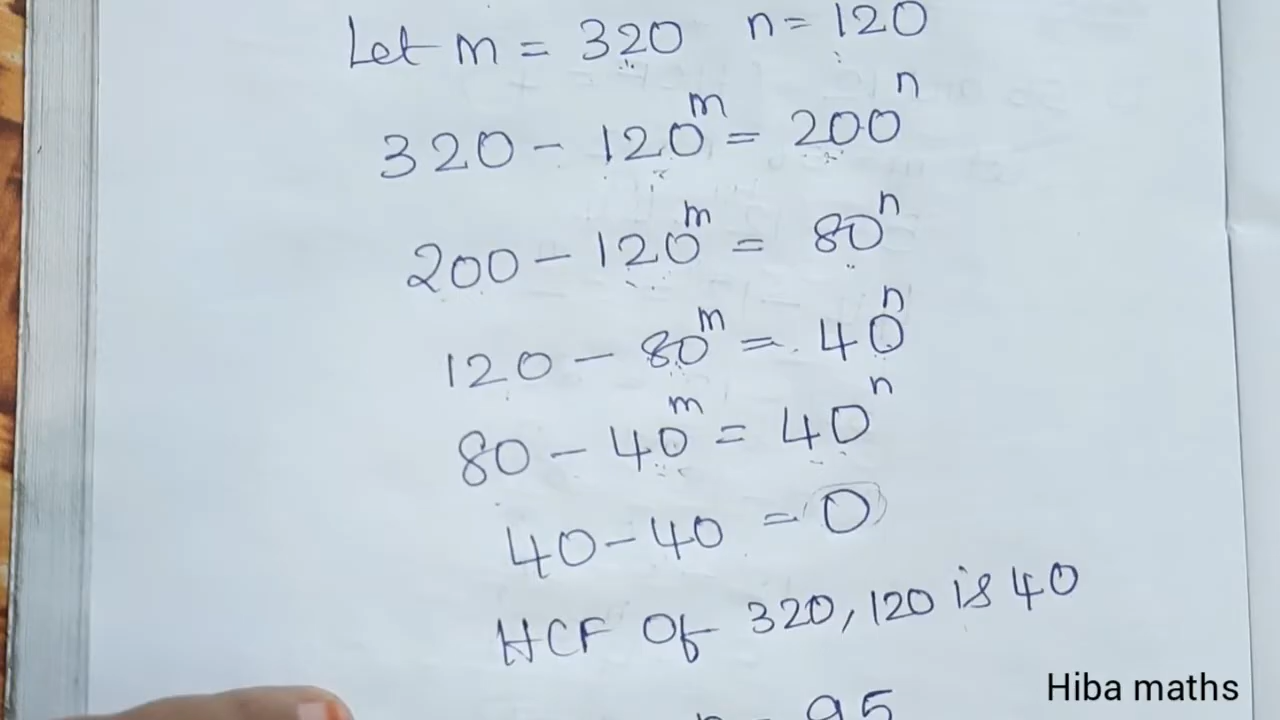 Let m = 320 n = 120
320 - 120^m = 200^n
200 - 120^m = 80^n
120 - 80^m = 40^n
80 - 40^m = 40^n
40 - 40 = 0
HCF Of 320, 120 is 40
95
Hiba maths